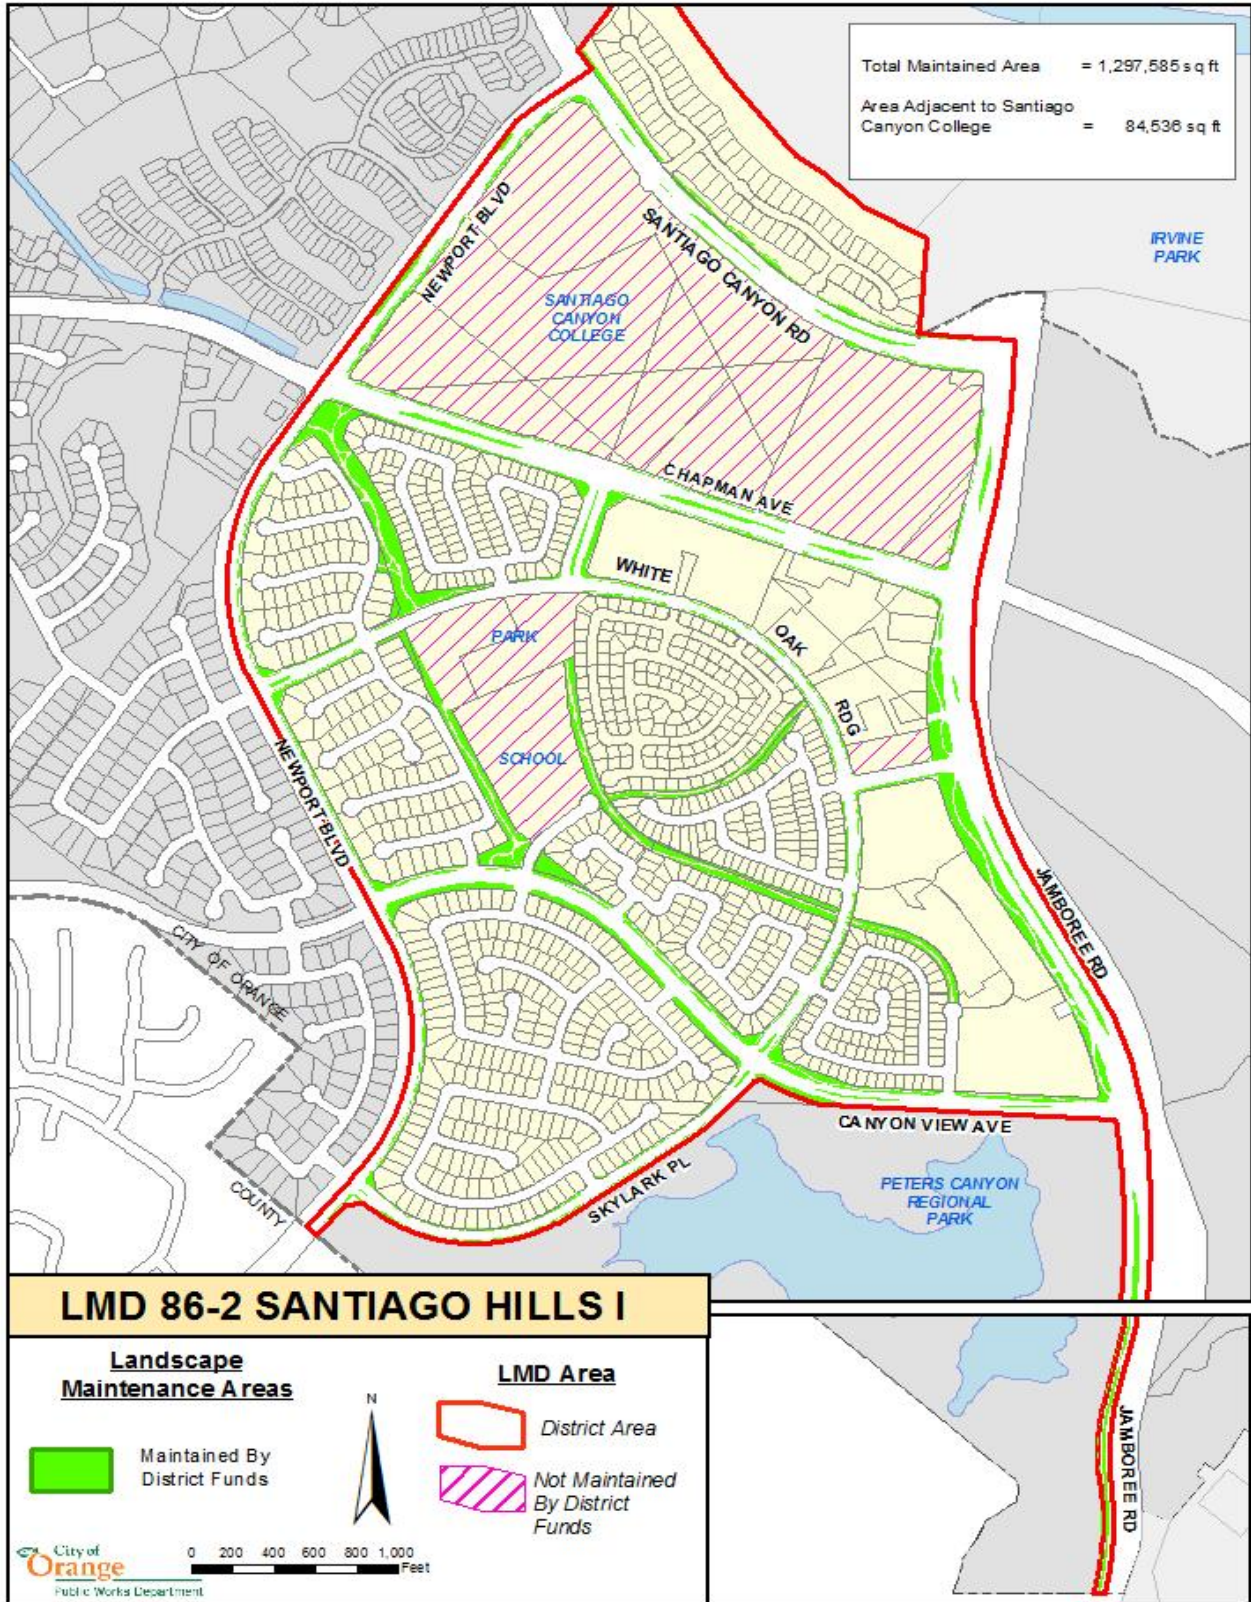 Total Maintained Area = 1,297,585 sq ft
Area Adjacent to Santiago
Canyon College = 84,536 sq ft
IRVINE
PARK
NEWPORT BLVD
SANTIAGO CANYON RD
SANTIAGO
CANYON
COLLEGE
CHAPMAN AVE
WHITE
OAK
RDG
PARK
SCHOOL
NEWPORT BLVD
JAMBOREE RD
CITY OF ORANGE
COUNTY
CANYON VIEW AVE
SKYLARK PL
PETERS CANYON
REGIONAL
PARK
LMD 86-2 SANTIAGO HILLS I
Landscape
Maintenance Areas
Maintained By
District Funds
N
LMD Area
District Area
Not Maintained
By District
Funds
City of
Orange
Public Works Department
0 200 400 600 800 1,000
Feet
JAMBOREE RD